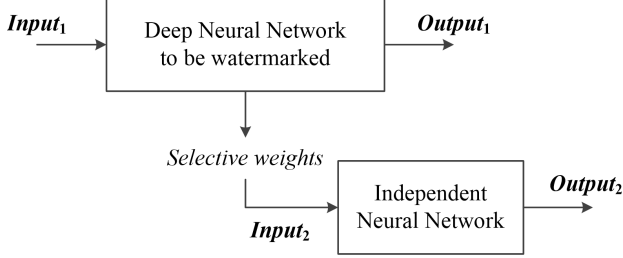 Input₁
Deep Neural Network
to be watermarked
Output₁
Selective weights
Input₂
Independent
Neural Network
Output₂